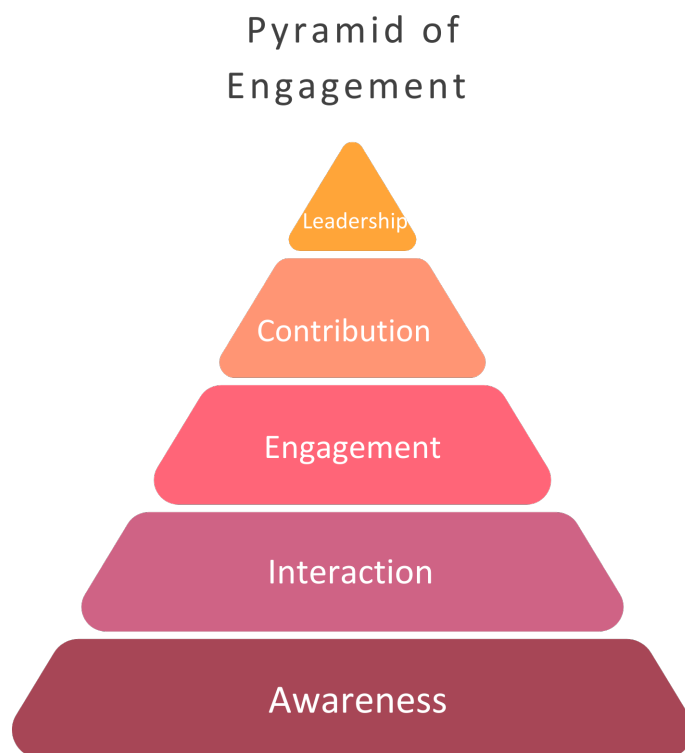 Pyramid of
Engagement
Leadership
Contribution
Engagement
Interaction
Awareness